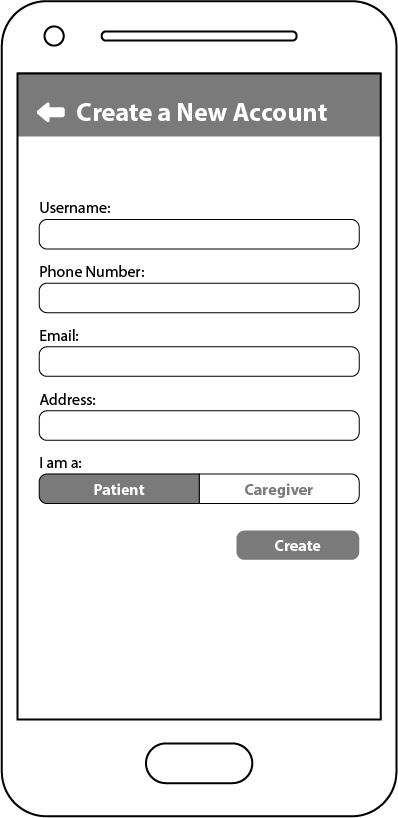 Create a New Account
Username:
Phone Number:
Email:
Address:
I am a:
Patient Caregiver
Create